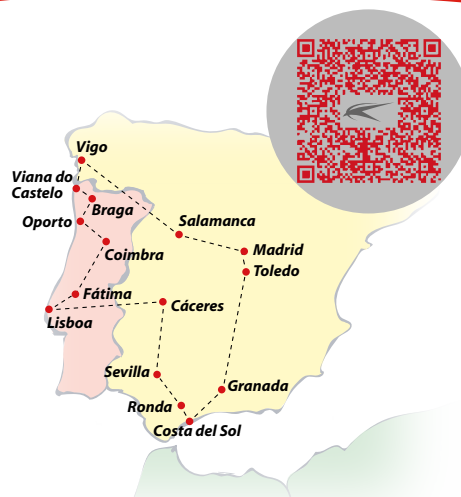 Vigo
Viana do
Castelo
Braga
Oporto
Salamanca
Coimbra
Madrid
Toledo
Fátima
Cáceres
Lisboa
Sevilla
Granada
Ronda
Costa del Sol